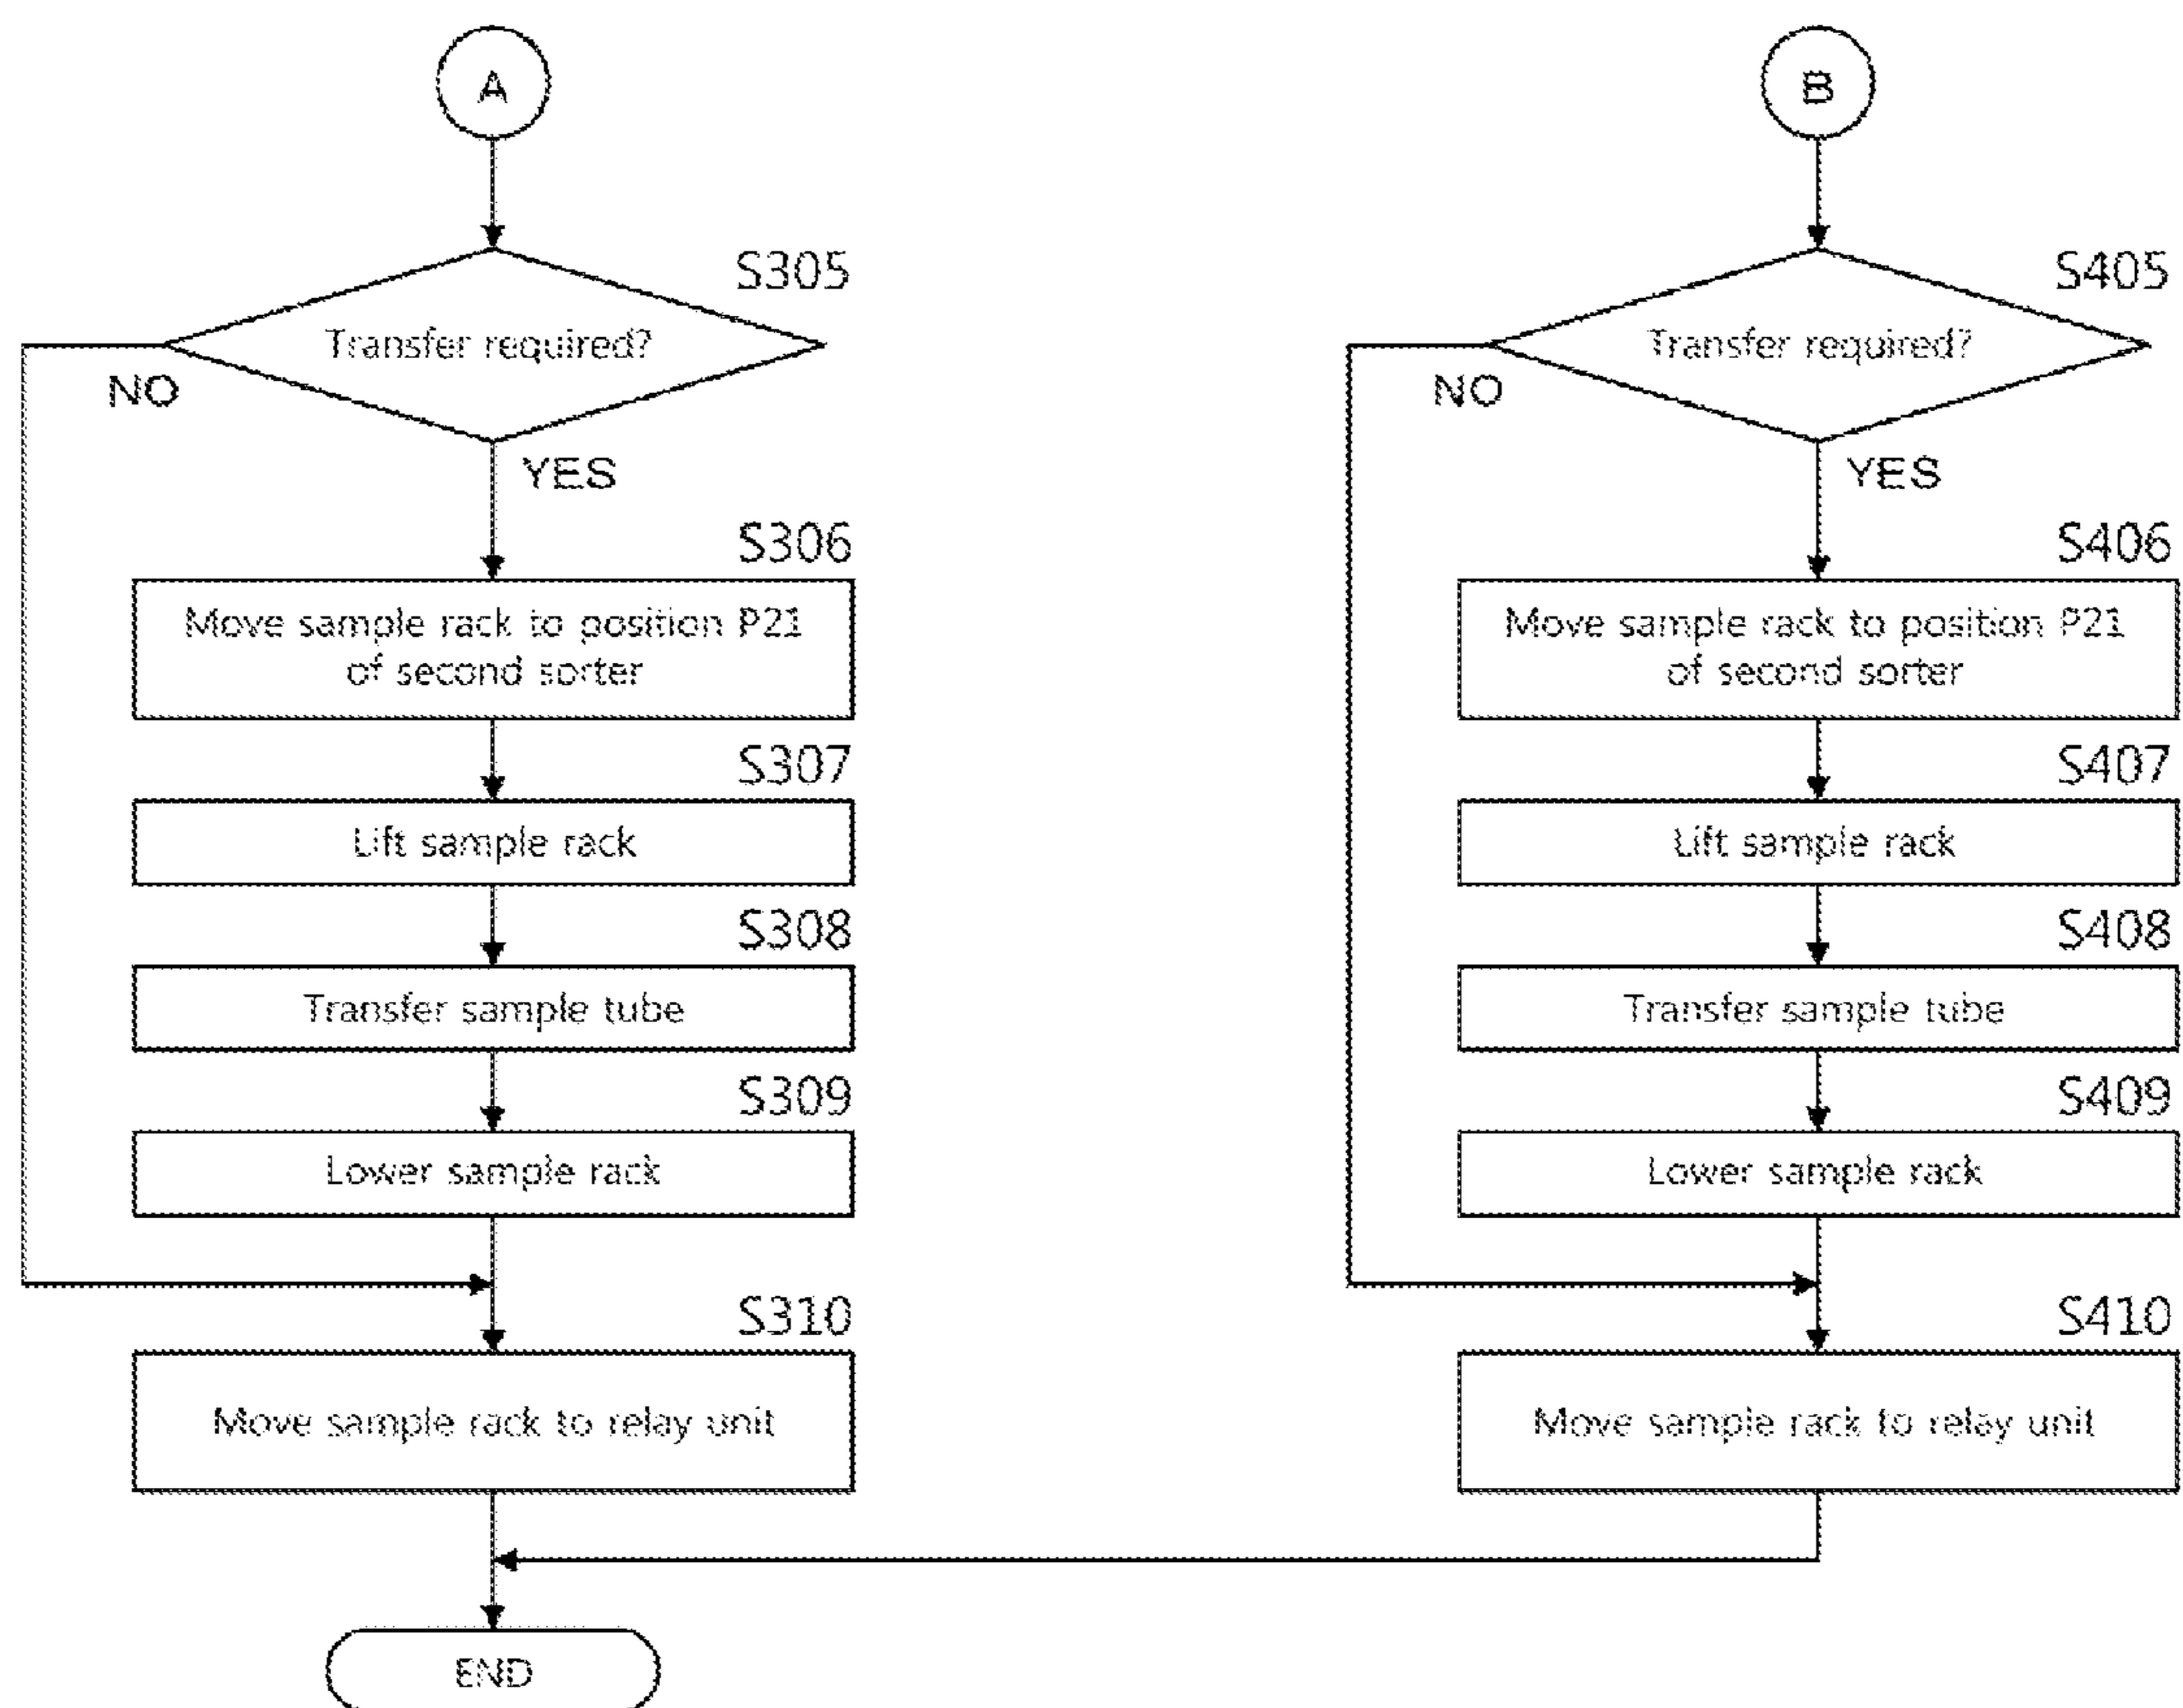 A
S305
Transfer required?
NO
YES
S306
Move sample rack to position P21
of second sorter
S307
Lift sample rack
S308
Transfer sample tube
S309
Lower sample rack
S310
Move sample rack to relay unit
END
B
S405
Transfer required?
NO
YES
S406
Move sample rack to position P21
of second sorter
S407
Lift sample rack
S408
Transfer sample tube
S409
Lower sample rack
S410
Move sample rack to relay unit